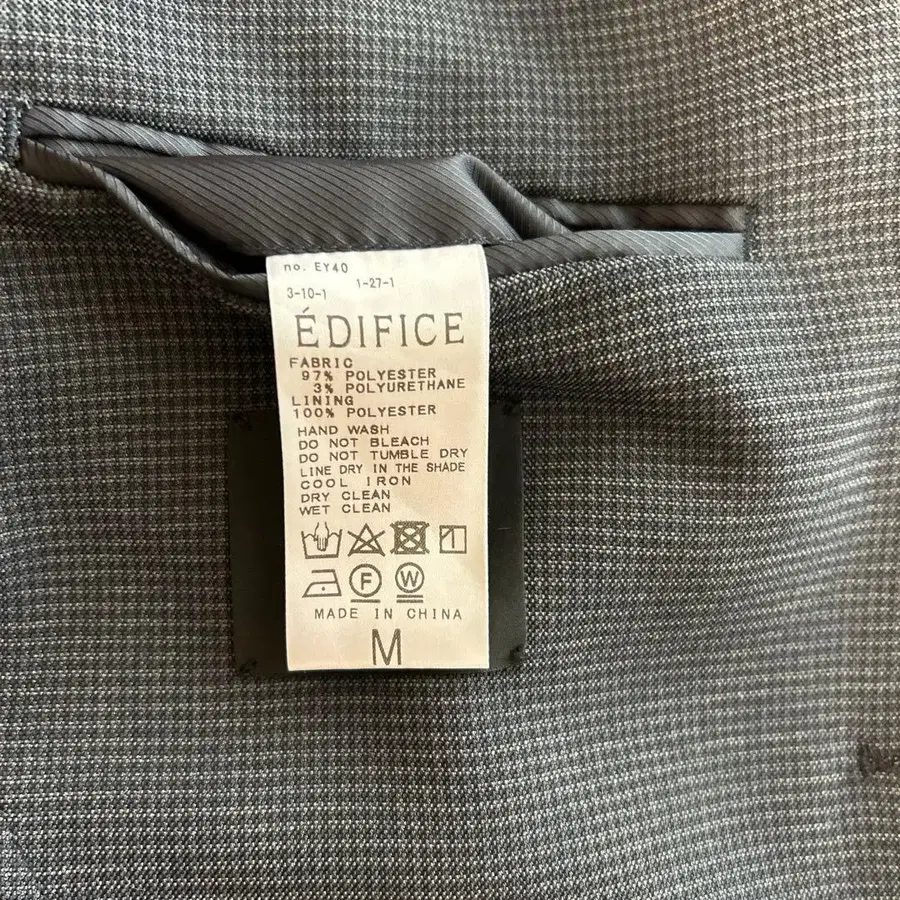 no. EY40
3-10-1 1-27-1
ÉDIFICE
FABRIC
97% POLYESTER
3% POLYURETHANE
LINING
100% POLYESTER
HAND WASH
DO NOT BLEACH
DO NOT TUMBLE DRY
LINE DRY IN THE SHADE
COOL IRON
DRY CLEAN
WET CLEAN
F W
MADE IN CHINA
M